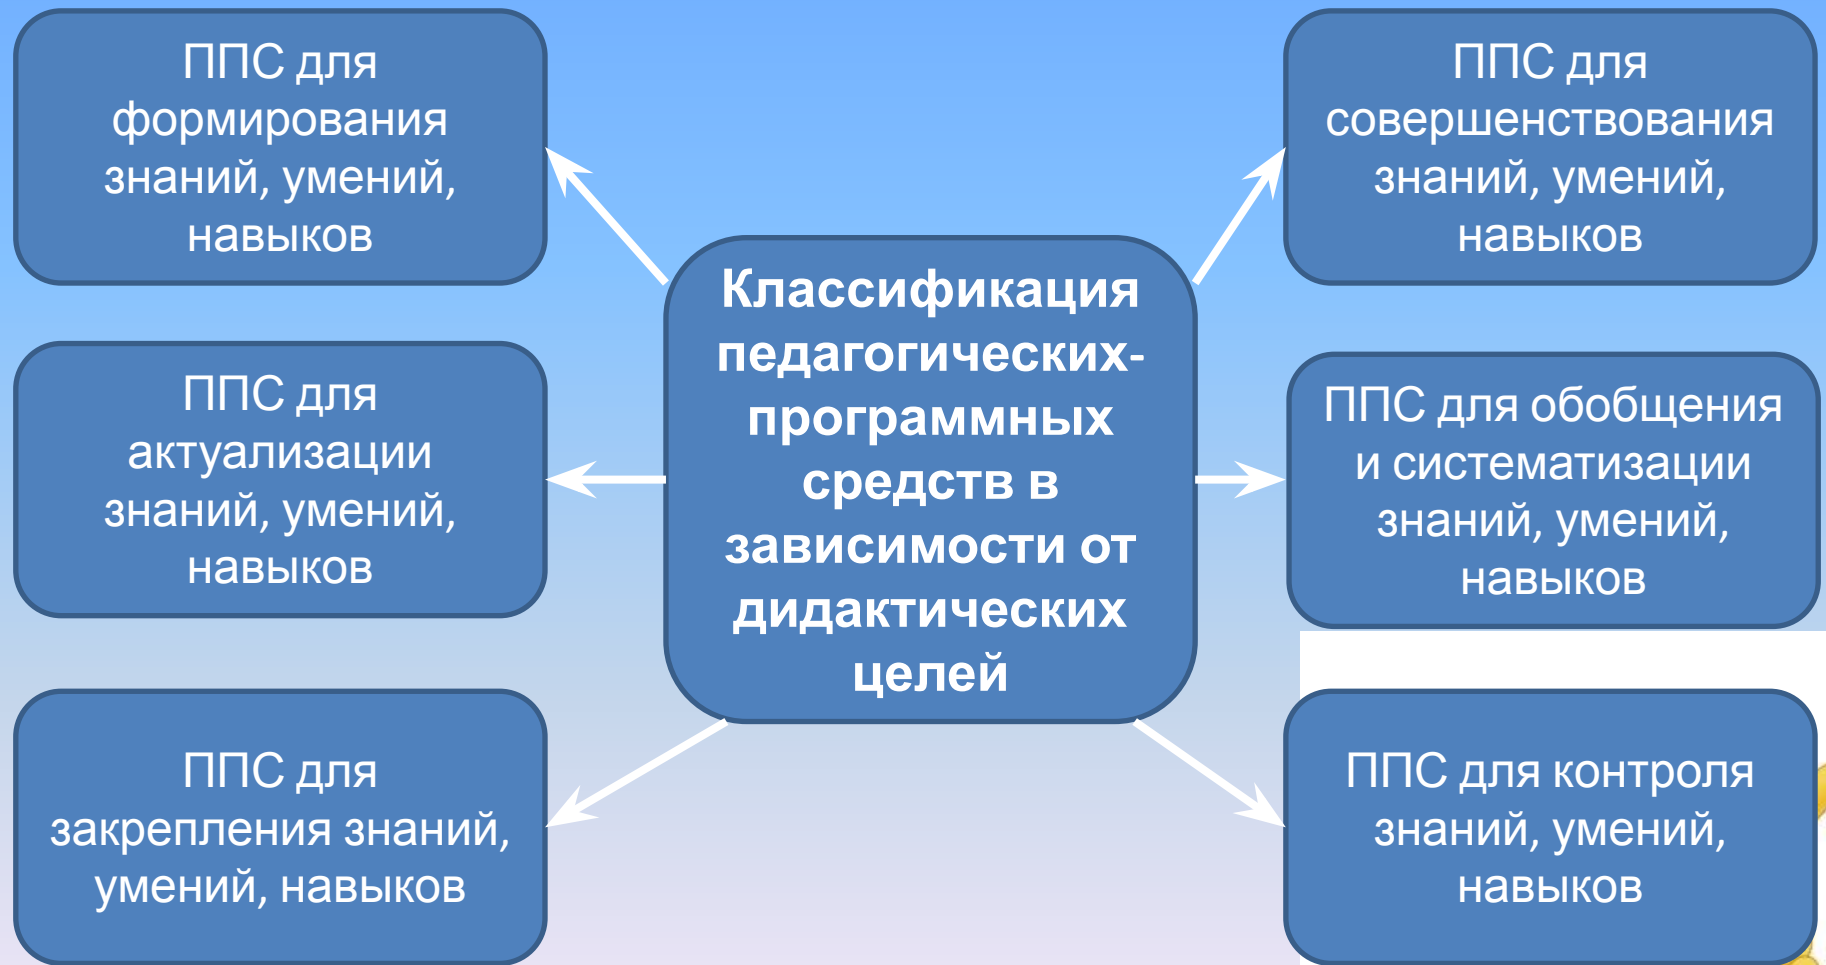 ППС для
формирования
знаний, умений,
навыков
ППС для
актуализации
знаний, умений,
навыков
ППС для
закрепления знаний,
умений, навыков
Классификация
педагогических-
программных
средств в
зависимости от
дидактических
целей
ППС для
совершенствования
знаний, умений,
навыков
ППС для обобщения
и систематизации
знаний, умений,
навыков
ППС для контроля
знаний, умений,
навыков